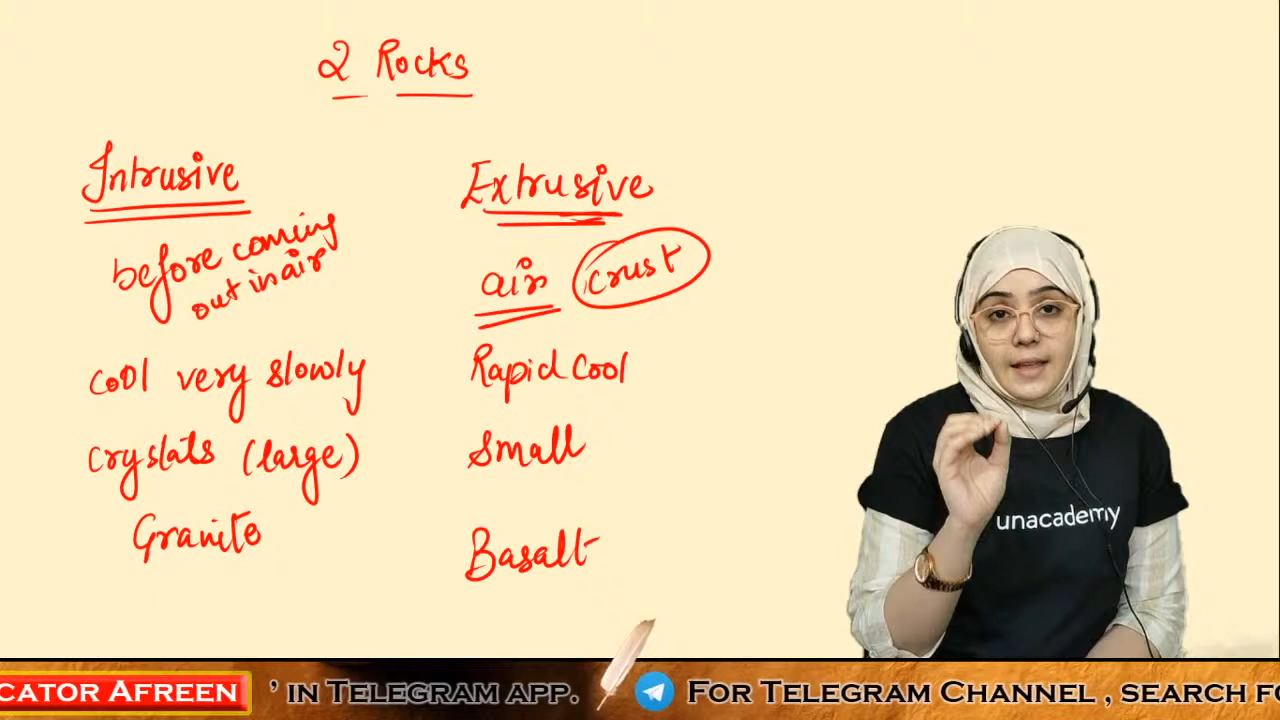 2 Rocks
Intrusive
before coming
out in air
cool very slowly
crystals (large)
Granite
Extrusive
air crust
Rapid Cool
Small
Basalt
unacademy
CATOR AFREEN ' IN TELEGRAM APP. FOR TELEGRAM CHANNEL , SEARCH FO